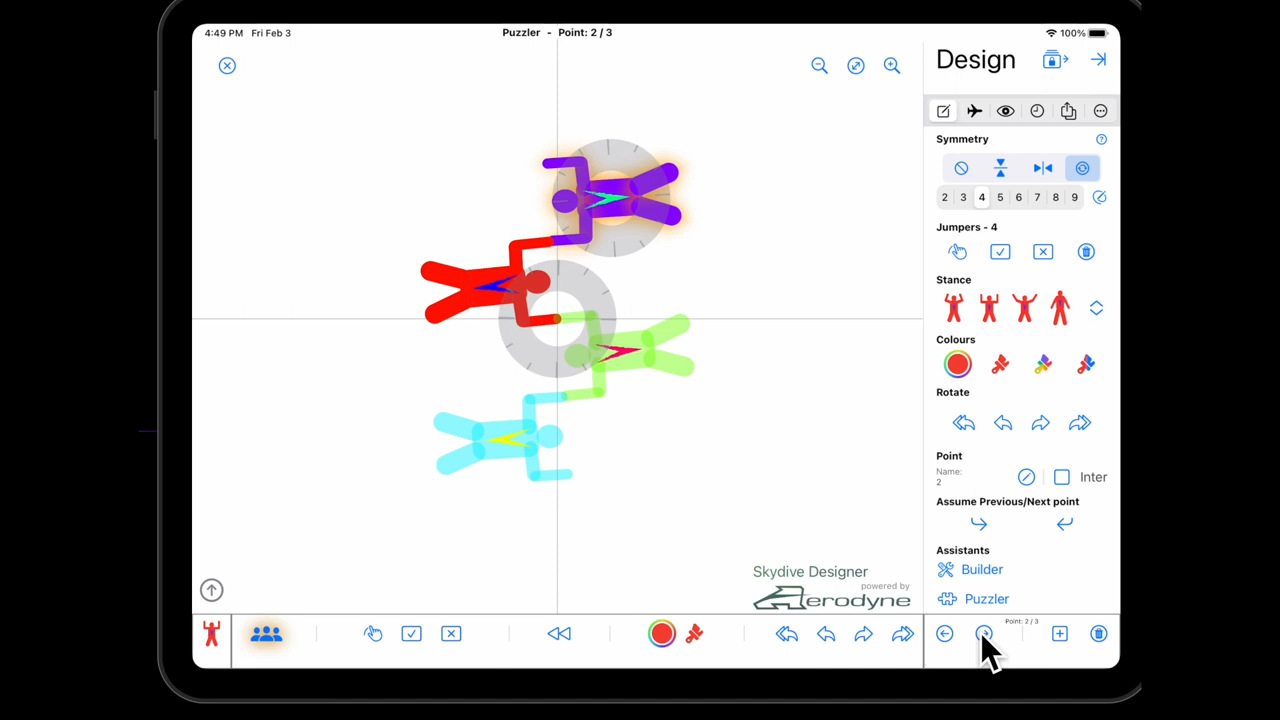 4:49 PM Fri Feb 3
Puzzler - Point: 2 / 3
100%
Design
Symmetry
2 3 4 5 6 7 8 9
Jumpers - 4
Stance
Colours
Rotate
Point
Name:
2
Inter
Assume Previous/Next point
Assistants
Builder
Puzzler
Skydive Designer
powered by
Aerodyne
Point: 2 / 3